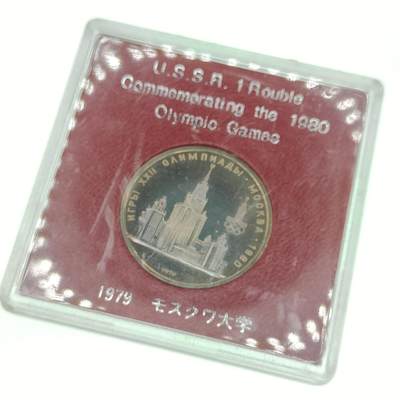 U.S.S.R. 1 Rouble
Commemorating the 1980
Olympic Games
ИГРЫ XXII ОЛИМПИАДЫ · МОСКВА · 1980
1979
1979 モスクワ大学